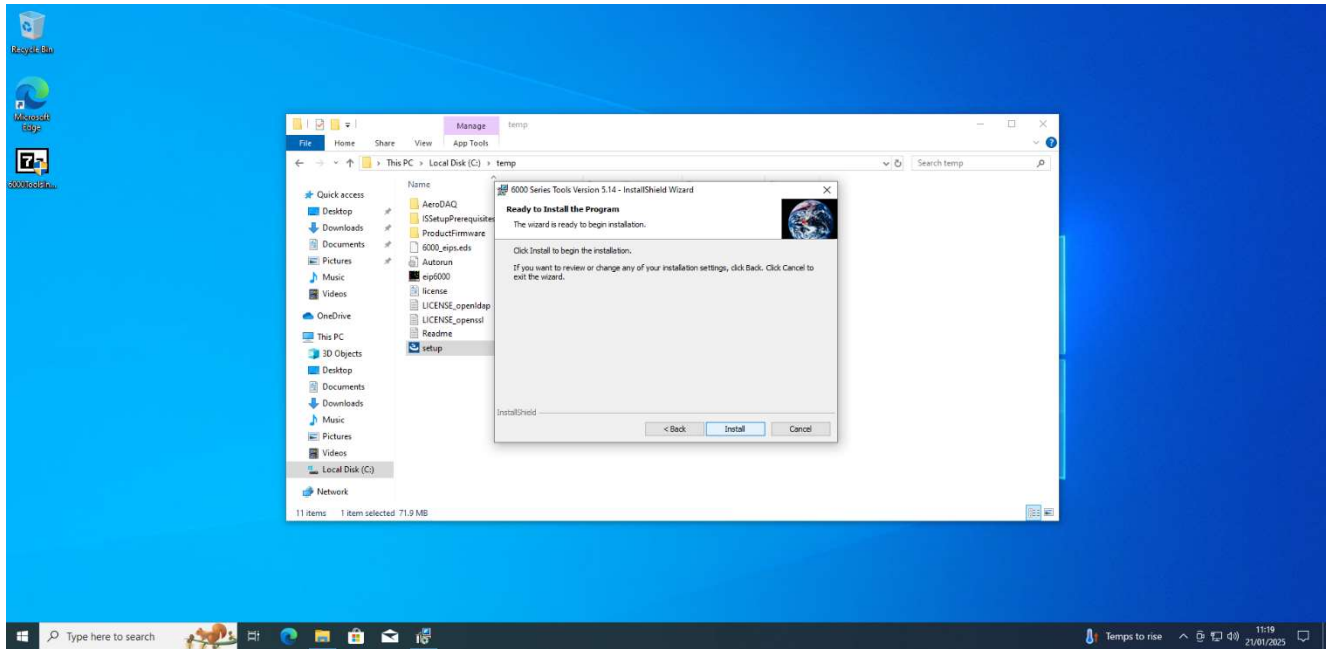 Recycle Bin
Microsoft
Edge
6000ToolsIn...
Manage
temp
File
Home
Share
View
App Tools
This PC > Local Disk (C:) > temp
Search temp
Name
Quick access
Desktop
Downloads
Documents
Pictures
Music
Videos
OneDrive
This PC
3D Objects
Desktop
Documents
Downloads
Music
Pictures
Videos
Local Disk (C:)
Network
AeroDAQ
ISSetupPrerequisites
ProductFirmware
6000_eips.eds
Autorun
eip6000
license
LICENSE_openldap
LICENSE_openssl
Readme
setup
6000 Series Tools Version 5.14 - InstallShield Wizard
Ready to Install the Program
The wizard is ready to begin installation.
Click Install to begin the installation.
If you want to review or change any of your installation settings, click Back. Click Cancel to
exit the wizard.
InstallShield
< Back
Install
Cancel
11 items
1 item selected 71.9 MB
Type here to search
Temps to rise
11:19
21/01/2025